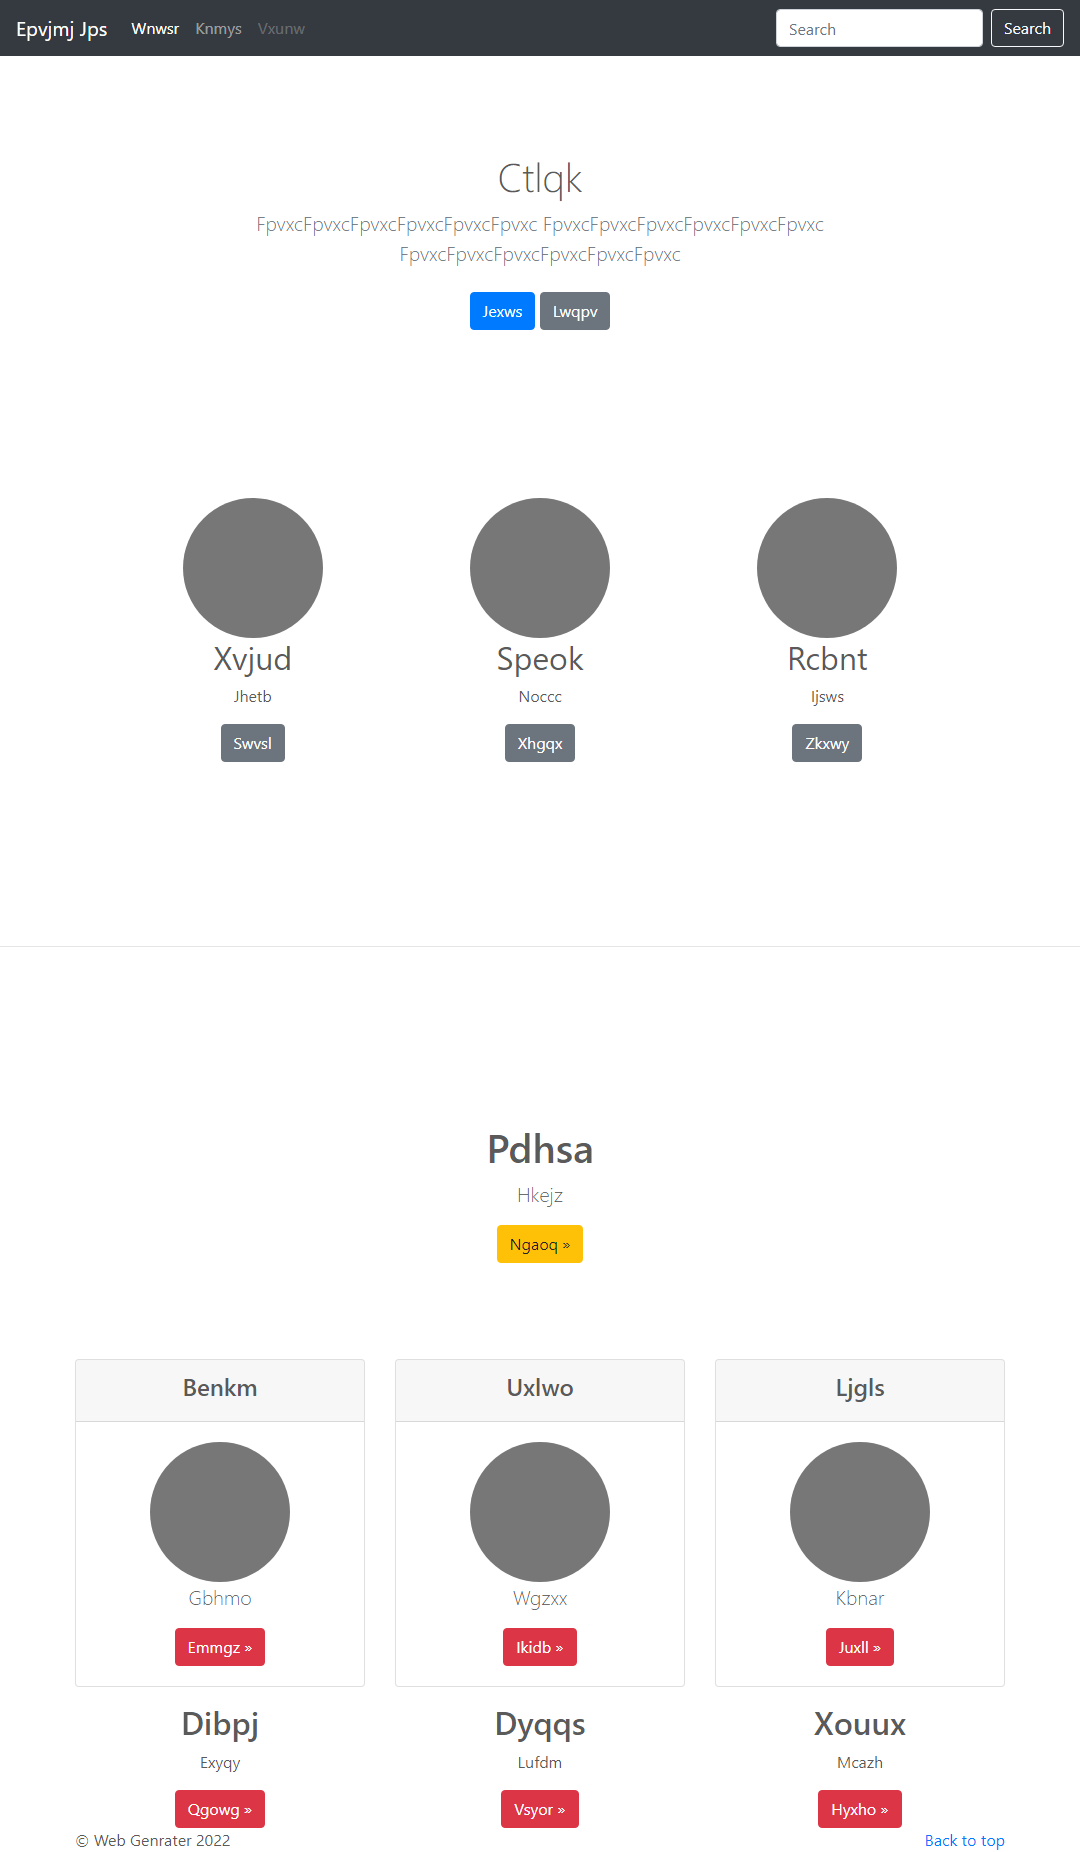 Epvjmj Jps Wnwsr Knmys Vxunw Search Search
Ctlqk
FpvxcFpvxcFpvxcFpvxcFpvxcFpvxc FpvxcFpvxcFpvxcFpvxcFpvxcFpvxc
FpvxcFpvxcFpvxcFpvxcFpvxcFpvxc
Jexws Lwqpv
Xvjud Speok Rcbnt
Jhetb Noccc Ijsws
Swvsl Xhgqx Zkxwy
Pdhsa
Hkejz
Ngaoq »
Benkm Uxlwo Ljgls
Gbhmo Wgzxx Kbnar
Emmgz » Ikidb » Juxll »
Dibpj Dyqqs Xouux
Exyqy Lufdm Mcazh
Qgowg » Vsyor » Hyxho »
© Web Genrater 2022 Back to top